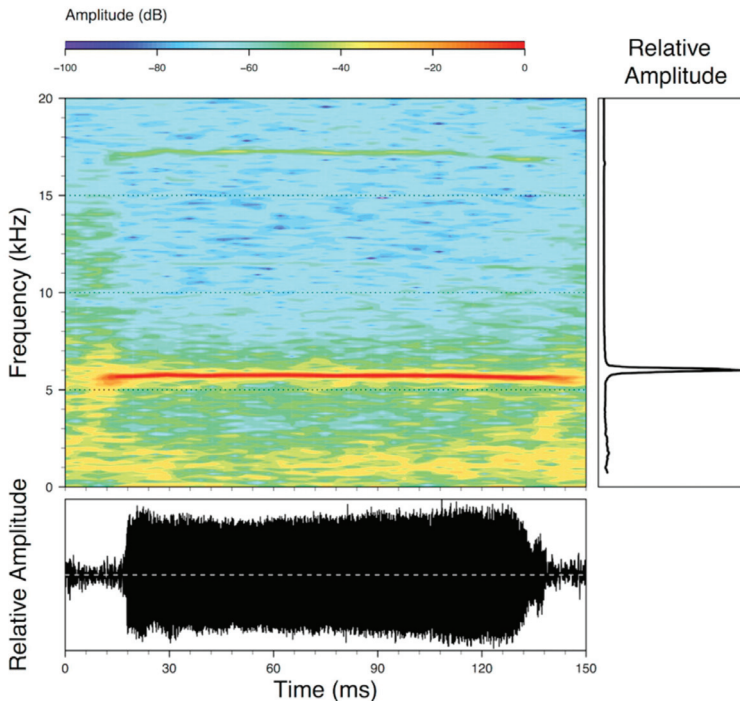 Amplitude (dB)
−100 −80 −60 −40 −20 0
Relative
Amplitude
20
15
10
5
0
Frequency (kHz)
Relative Amplitude
0 30 60 90 120 150
Time (ms)